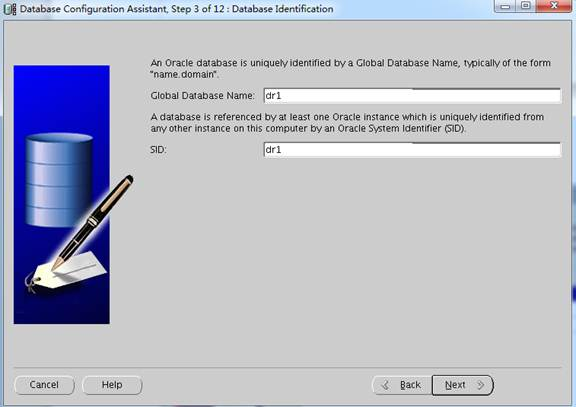 Database Configuration Assistant, Step 3 of 12 : Database Identification
An Oracle database is uniquely identified by a Global Database Name, typically of the form
"name.domain".
Global Database Name: dr1
A database is referenced by at least one Oracle instance which is uniquely identified from
any other instance on this computer by an Oracle System Identifier (SID).
SID: dr1
Cancel Help Back Next